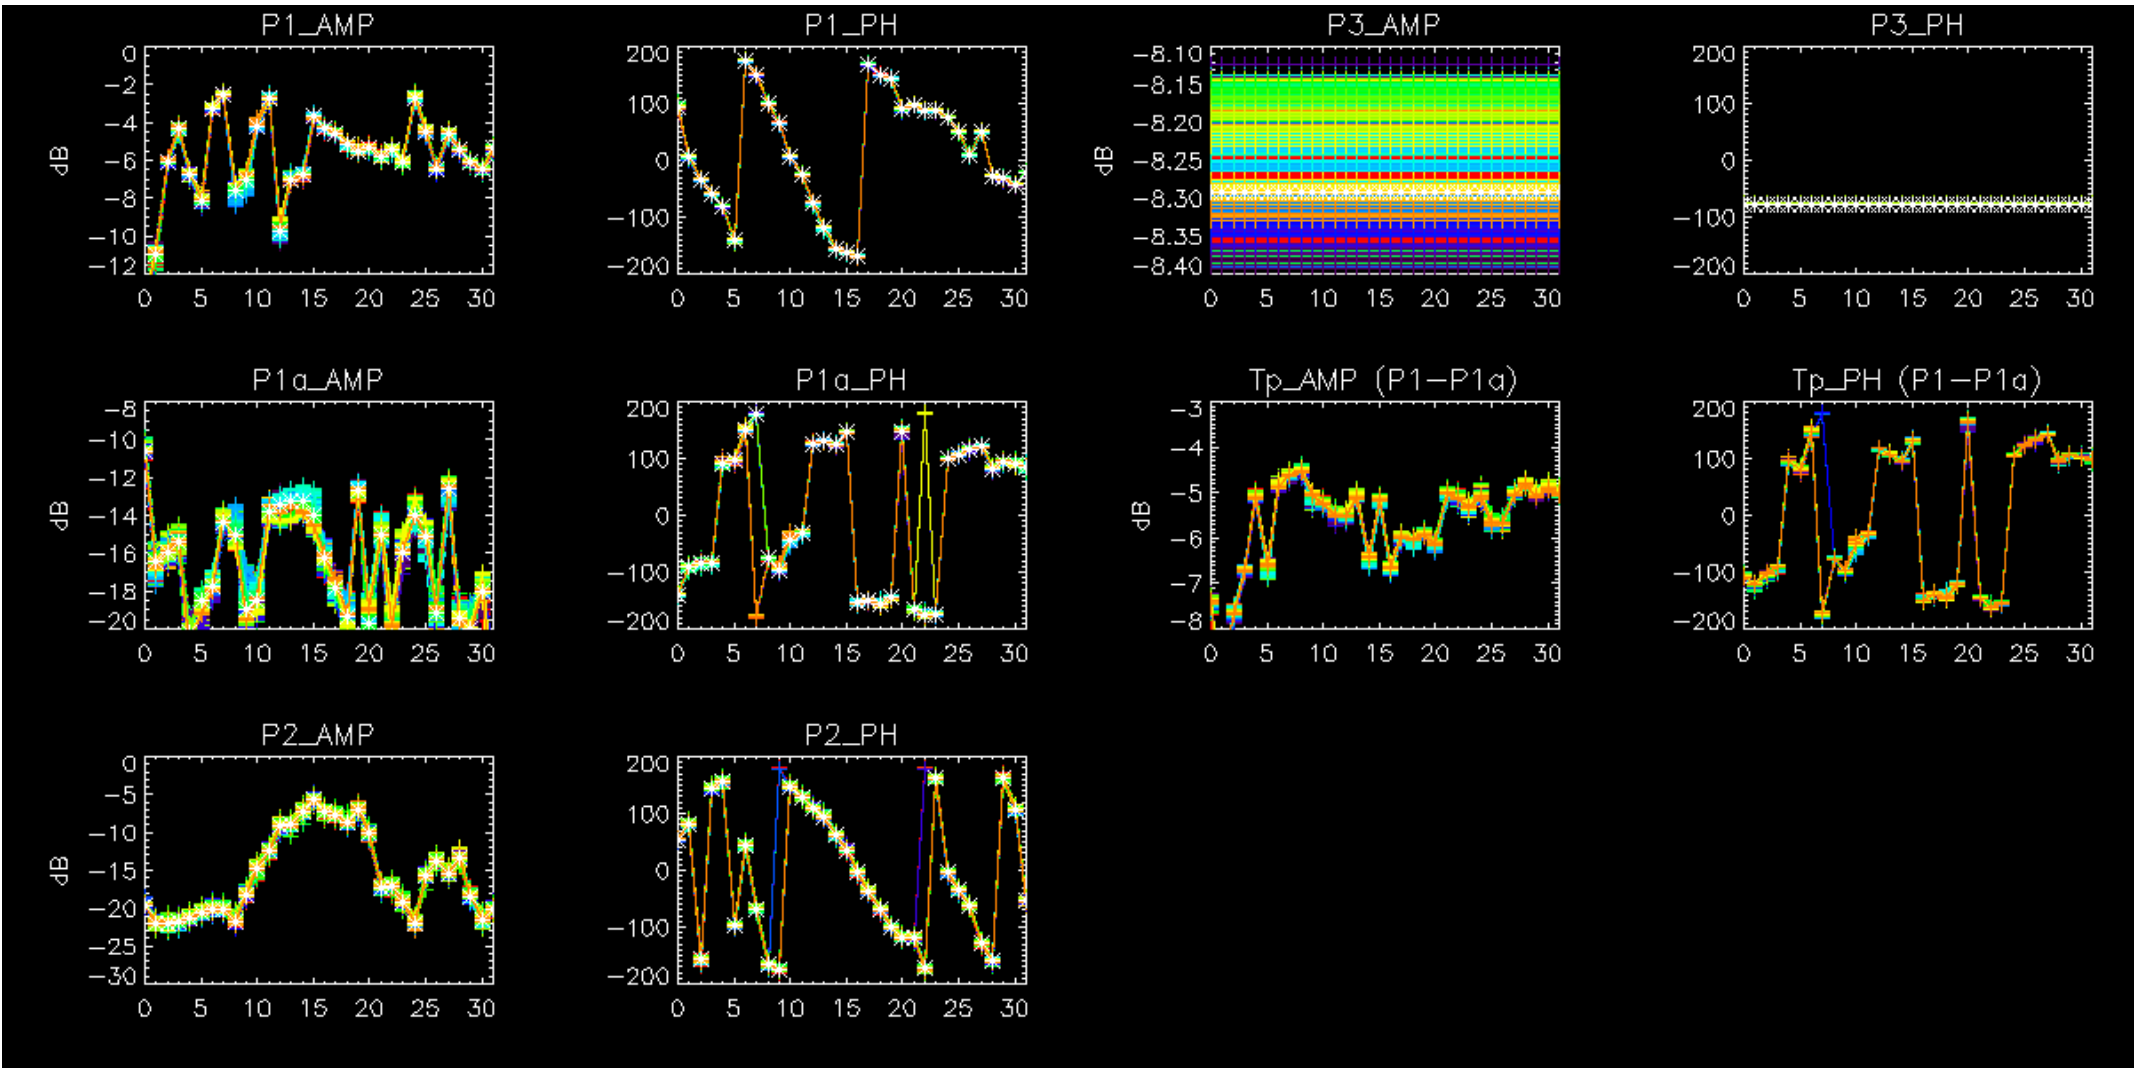 P1_AMP
0
−2
−4
−6
−8
−10
−12
dB
0 5 10 15 20 25 30
P1_PH
200
100
0
−100
−200
0 5 10 15 20 25 30
P3_AMP
−8.10
−8.15
−8.20
−8.25
−8.30
−8.35
−8.40
dB
0 5 10 15 20 25 30
P3_PH
200
100
0
−100
−200
0 5 10 15 20 25 30
P1a_AMP
−8
−10
−12
−14
−16
−18
−20
dB
0 5 10 15 20 25 30
P1a_PH
200
100
0
−100
−200
0 5 10 15 20 25 30
Tp_AMP (P1−P1a)
−3
−4
−5
−6
−7
−8
dB
0 5 10 15 20 25 30
Tp_PH (P1−P1a)
200
100
0
−100
−200
0 5 10 15 20 25 30
P2_AMP
0
−5
−10
−15
−20
−25
−30
dB
0 5 10 15 20 25 30
P2_PH
200
100
0
−100
−200
0 5 10 15 20 25 30